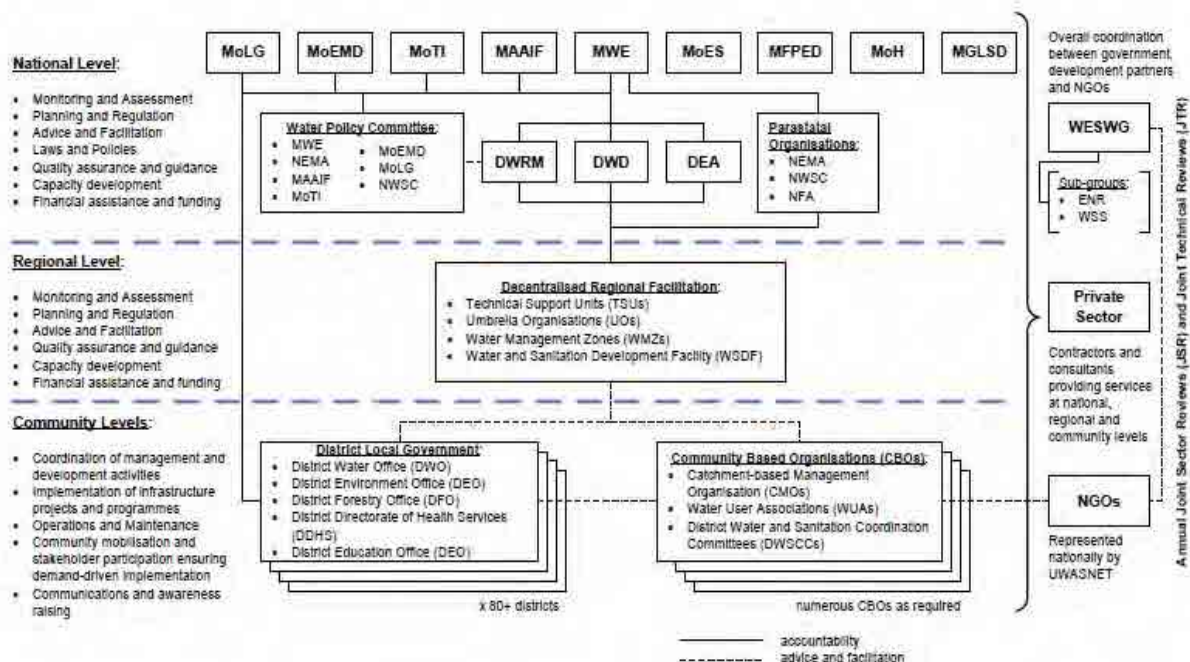 MoLG
MoEMD
MoTI
MAAIF
MWE
MoES
MFPED
MoH
MGLSD
National Level:
• Monitoring and Assessment
• Planning and Regulation
• Advice and Facilitation
• Laws and Policies
• Quality assurance and guidance
• Capacity development
• Financial assistance and funding
Water Policy Committee:
• MWE
• NEMA
• MAAIF
• MoTI
• MoEMD
• MoLG
• NWSC
DWRM
DWD
DEA
Parastatal
Organisations:
• NEMA
• NWSC
• NFA
Regional Level:
• Monitoring and Assessment
• Planning and Regulation
• Advice and Facilitation
• Quality assurance and guidance
• Capacity development
• Financial assistance and funding
Decentralised Regional Facilitation:
• Technical Support Units (TSUs)
• Umbrella Organisations (UOs)
• Water Management Zones (WMZs)
• Water and Sanitation Development Facility (WSDF)
Community Levels:
• Coordination of management and
development activities
• Implementation of infrastructure
projects and programmes
• Operations and Maintenance
• Community mobilisation and
stakeholder participation ensuring
demand-driven implementation
• Communications and awareness
raising
District Local Government:
• District Water Office (DWO)
• District Environment Office (DEO)
• District Forestry Office (DFO)
• District Directorate of Health Services
(DDHS)
• District Education Office (DEO)
x 80+ districts
Community Based Organisations (CBOs):
• Catchment-based Management
Organisation (CMOs)
• Water User Associations (WUAs)
• District Water and Sanitation Coordination
Committees (DWSCCs)
numerous CBOs as required
accountability
advice and facilitation
Overall coordination
between government,
development partners
and NGOs
WESWG
Sub-groups:
• ENR
• WSS
Private
Sector
Contractors and
consultants
providing services
at national,
regional and
community levels
NGOs
Represented
nationally by
UWASNET
Annual Joint Sector Reviews (JSR) and Joint Technical Reviews (JTR)